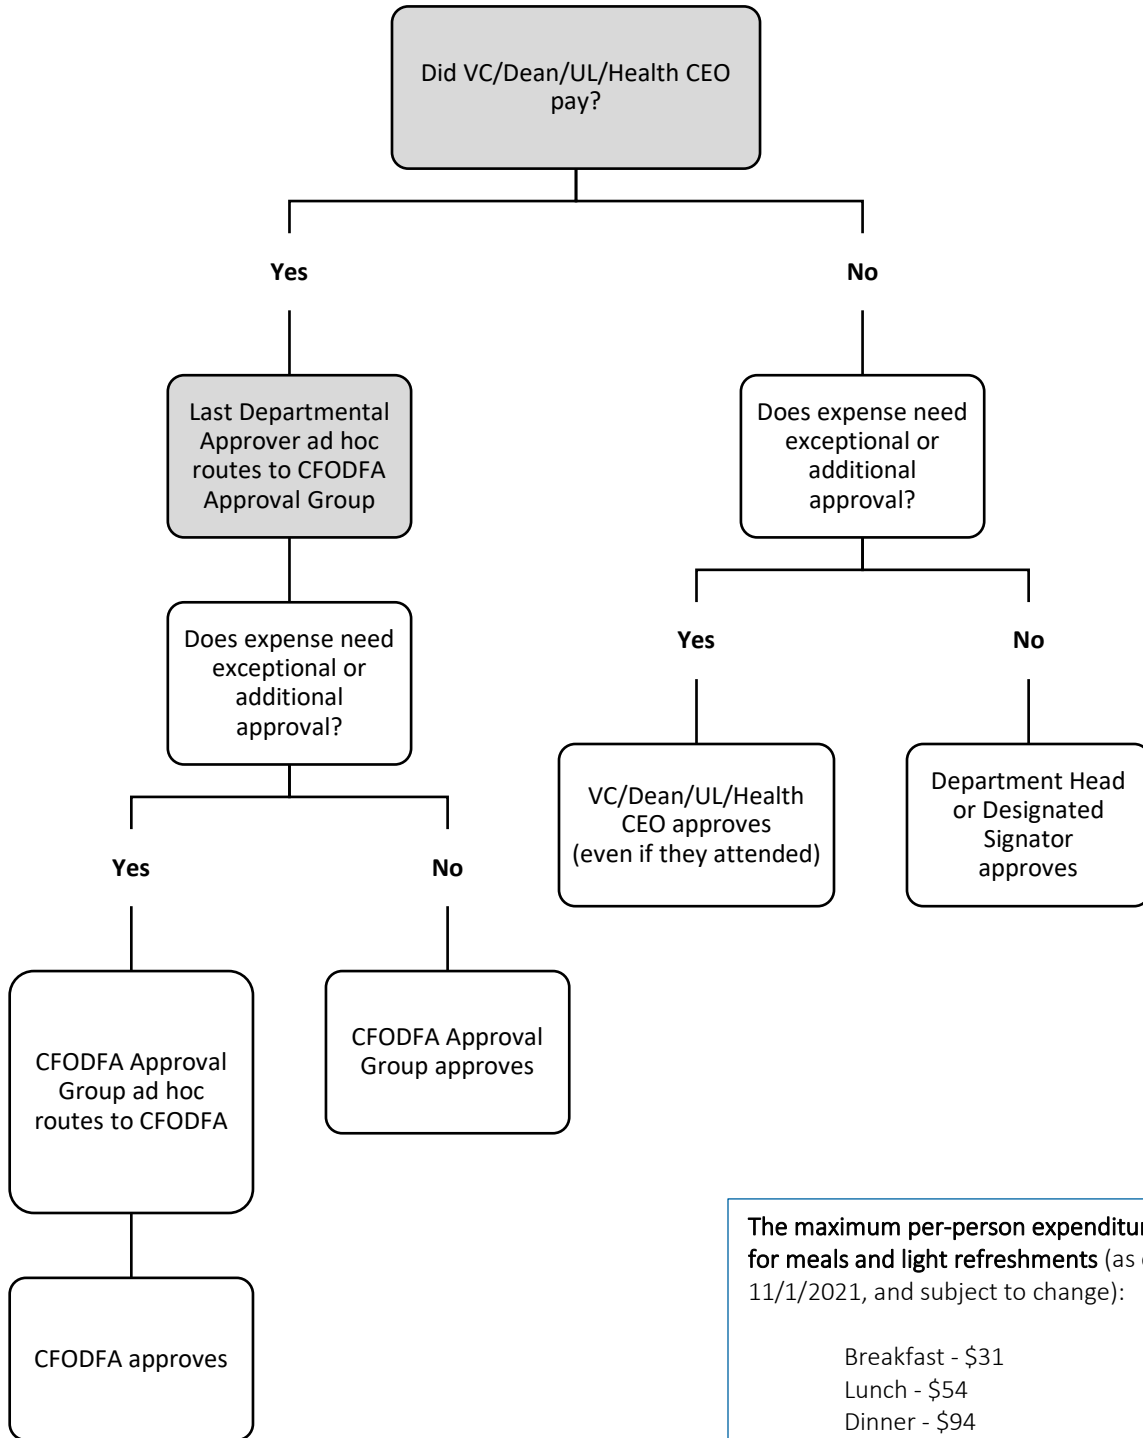 Did VC/Dean/UL/Health CEO
pay?
Yes
No
Last Departmental
Approver ad hoc
routes to CFODFA
Approval Group
Does expense need
exceptional or
additional
approval?
Does expense need
exceptional or
additional
approval?
Yes
No
Yes
No
VC/Dean/UL/Health
CEO approves
(even if they attended)
Department Head
or Designated
Signator
approves
CFODFA Approval
Group ad hoc
routes to CFODFA
CFODFA Approval
Group approves
CFODFA approves
The maximum per-person
for meals and light refreshments (as
11/1/2021, and subject to change):
Breakfast - $31
Lunch - $54
Dinner - $94